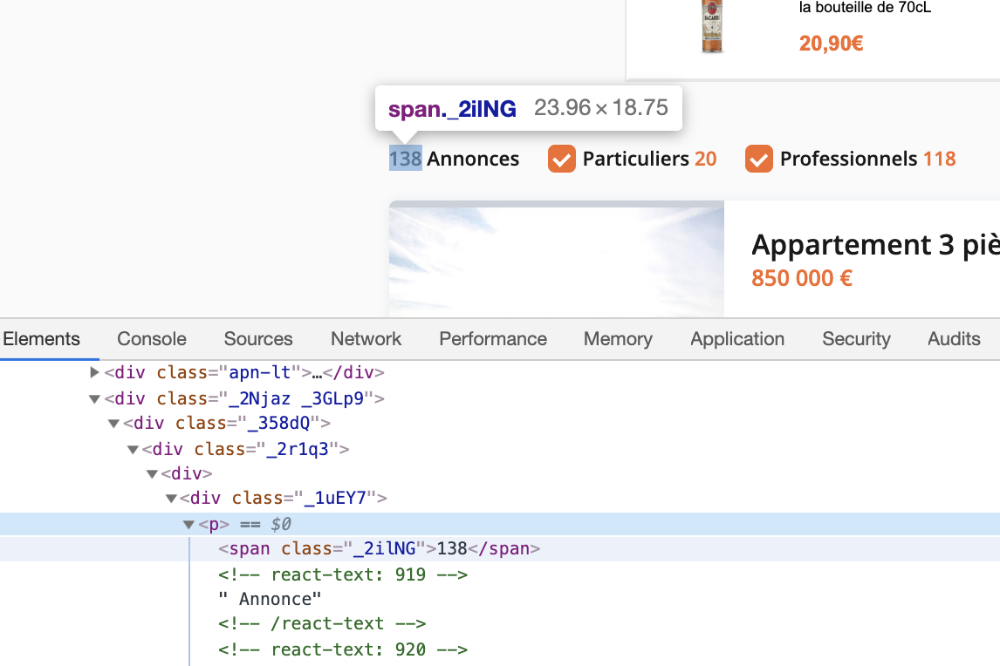 la bouteille de 70cL
BACARDI
20,90€
span._2ilNG 23.96×18.75
138 Annonces Particuliers 20 Professionnels 118
Appartement 3 piè
850 000 €
Elements Console Sources Network Performance Memory Application Security Audits
▶<div class="apn-lt">…</div>
▼<div class="_2Njaz _3GLp9">
▼<div class="_358dQ">
▼<div class="_2r1q3">
▼<div>
▼<div class="_1uEY7">
▼<p> == $0
<span class="_2ilNG">138</span>
<!-- react-text: 919 -->
" Annonce"
<!-- /react-text -->
<!-- react-text: 920 -->